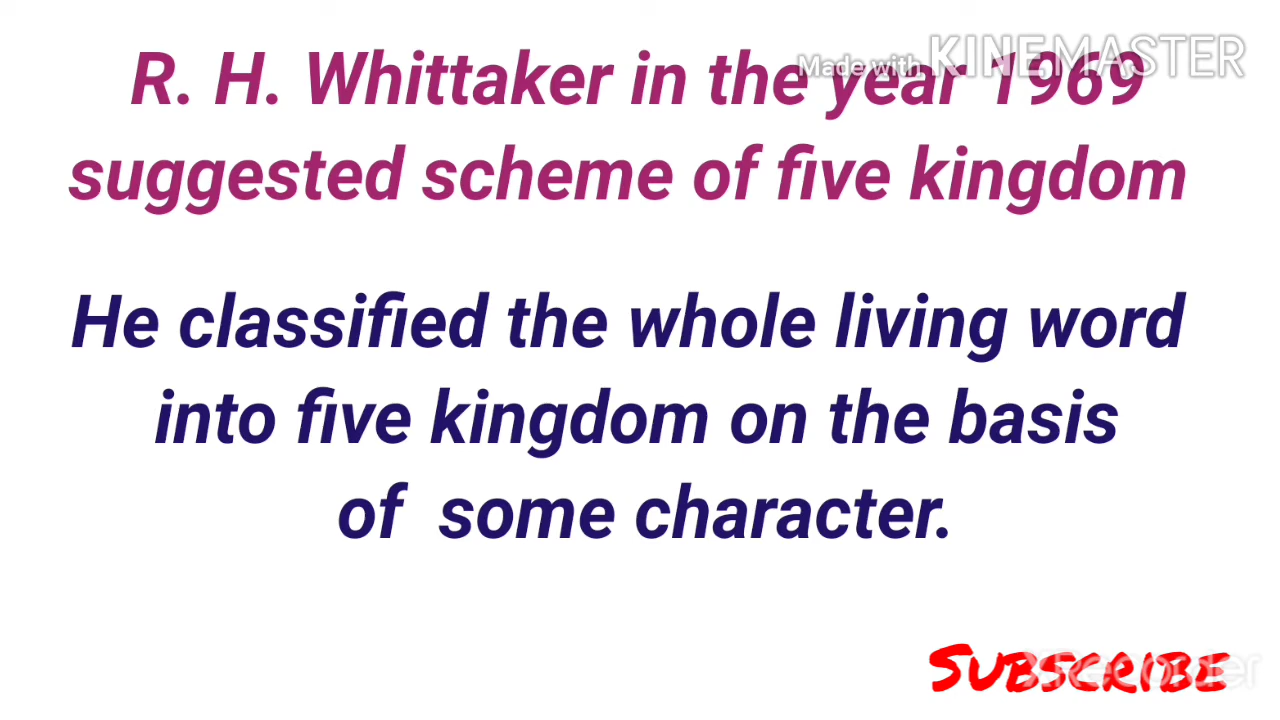 Made with KINEMASTER
R. H. Whittaker in the year 1969
suggested scheme of five kingdom
He classified the whole living word
into five kingdom on the basis
of some character.
SUBSCRIBE
XRecorder